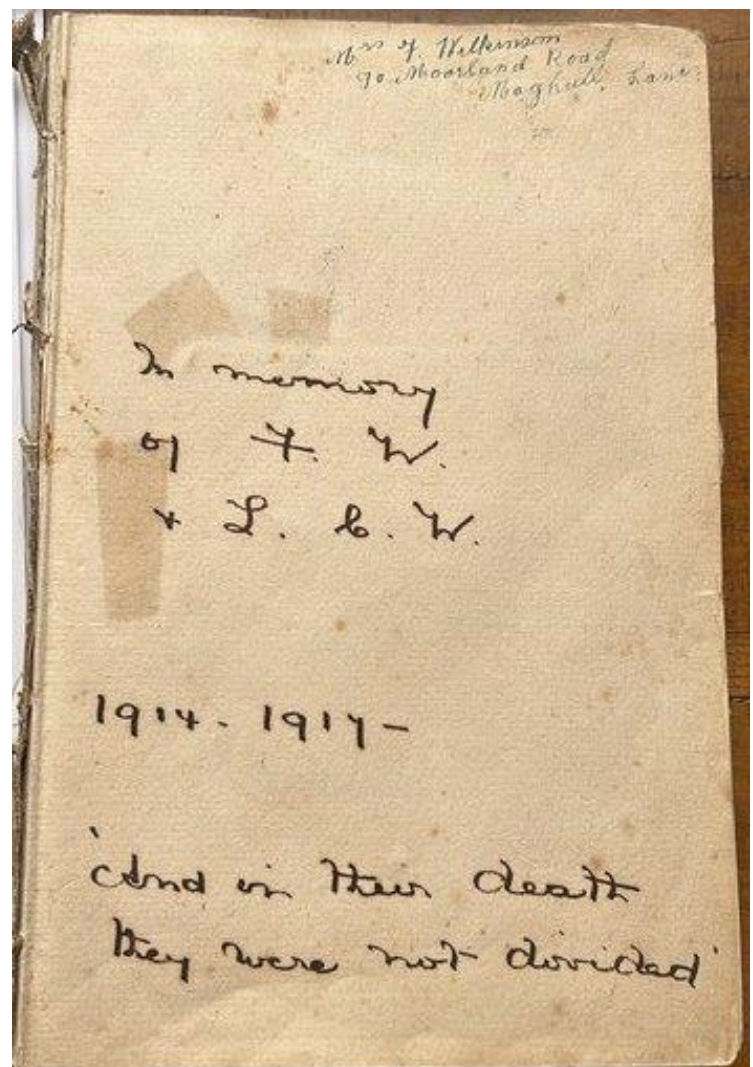 Mrs F. Wilkinson
90 Moorland Road
Maghull, Lancs
In memory
of F. W.
+ L. C. W.
1914 - 1917 -
'And in their death
they were not divided'